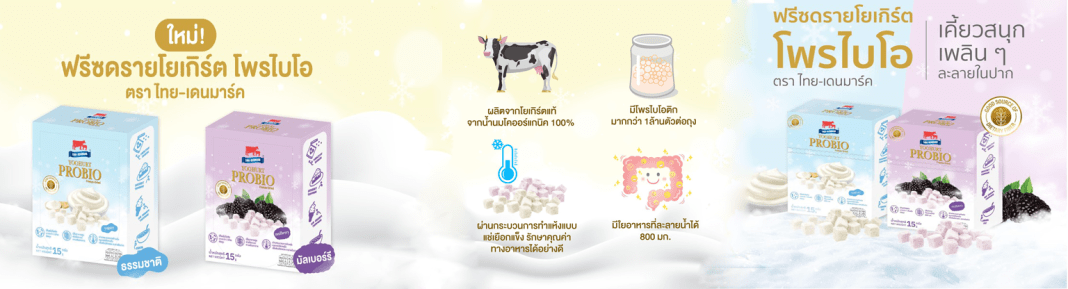 ใหม่!
ฟรีซดรายโยเกิร์ต โพรไบโอ
ตรา ไทย-เดนมาร์ค
YOGHURT
PROBIO
15
ธรรมชาติ
YOGHURT
PROBIO
15
มัลเบอร์รี
ผลิตจากโยเกิร์ตแท้
จากน้ำนมโคออร์แกนิค 100%
มีโพรไบโอติก
มากกว่า 1ล้านตัวต่อถุง
ผ่านกระบวนการทำแห้งแบบ
แช่เยือกแข็ง รักษาคุณค่า
ทางอาหารได้อย่างดี
มีใยอาหารที่ละลายน้ำได้
800 มก.
ฟรีซดรายโยเกิร์ต
โพรไบโอ
ตรา ไทย-เดนมาร์ค
เคี้ยวสนุก
เพลิน ๆ
ละลายในปาก
YOGHURT
PROBIO
15
YOGHURT
PROBIO
15